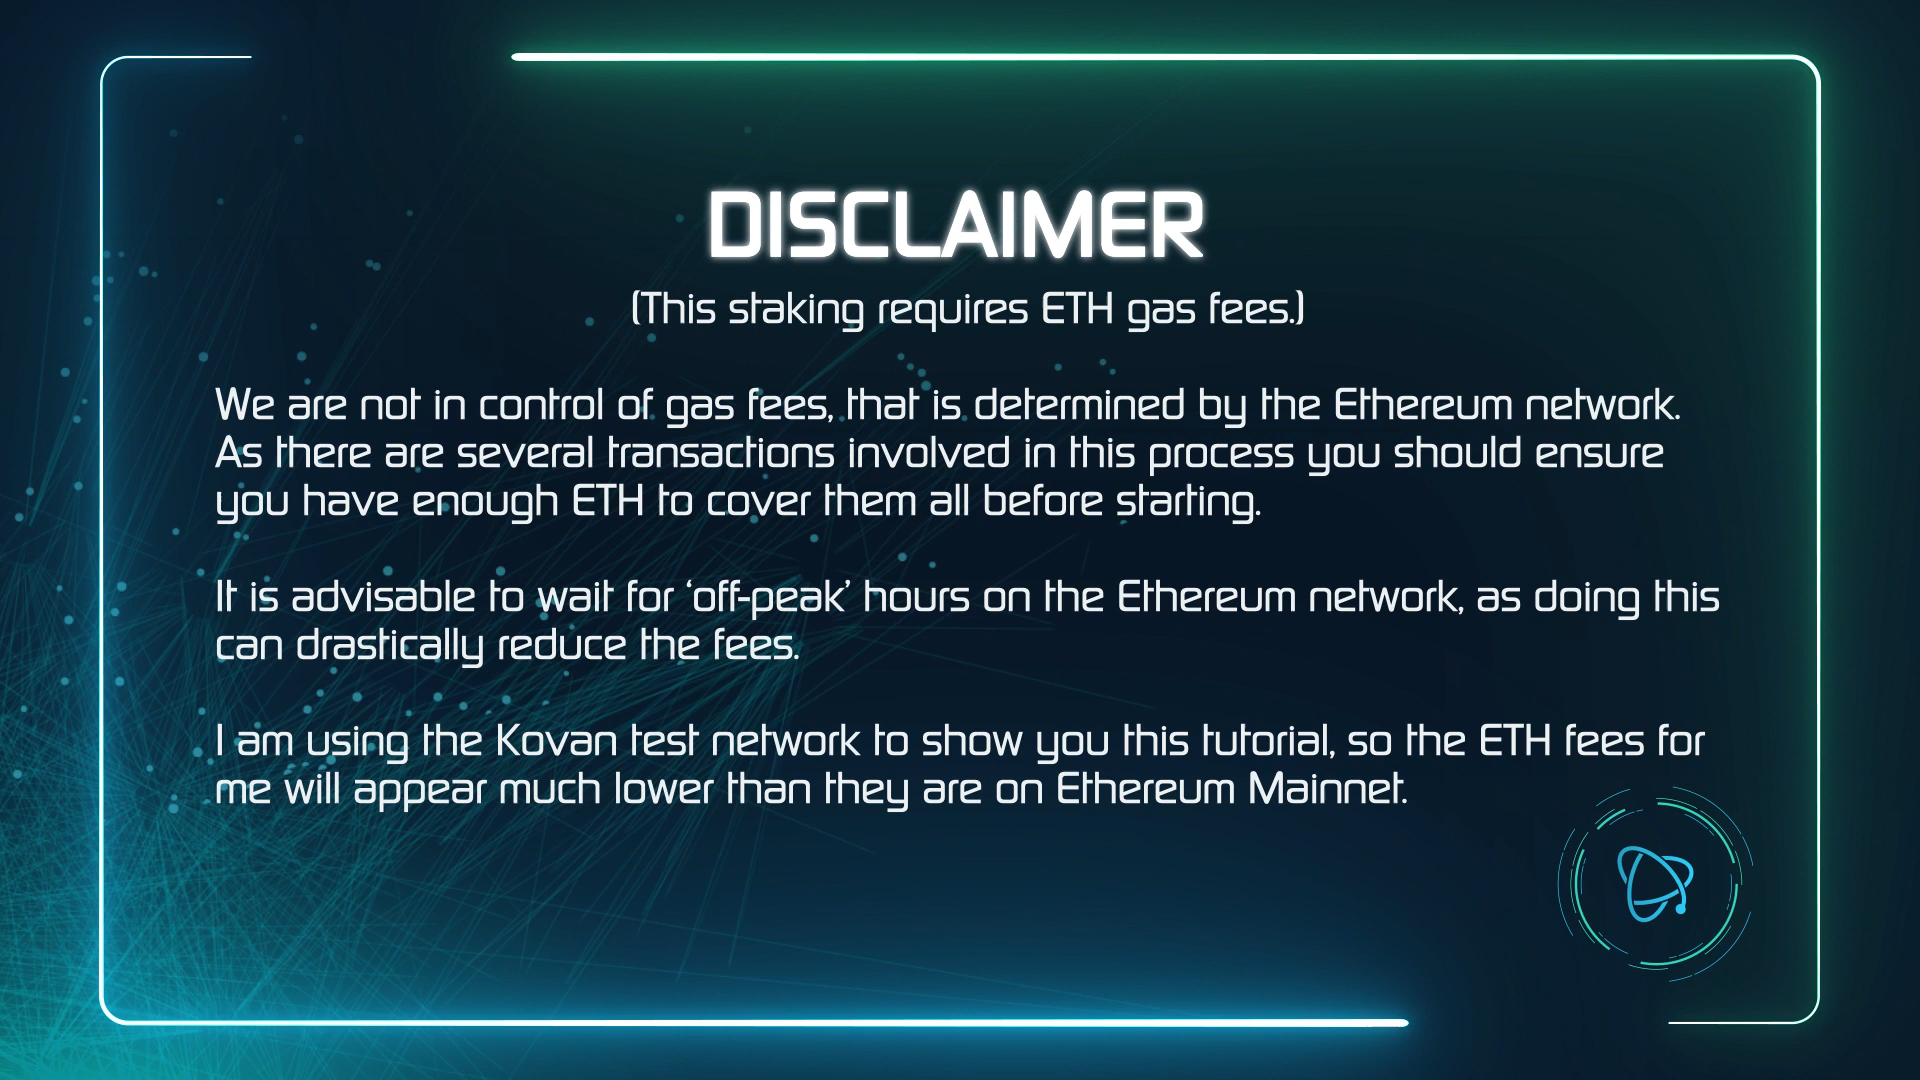 DISCLAIMER
(This staking requires ETH gas fees.)
We are not in control of gas fees, that is determined by the Ethereum network.
As there are several transactions involved in this process you should ensure
you have enough ETH to cover them all before starting.
It is advisable to wait for ‘off-peak’ hours on the Ethereum network, as doing this
can drastically reduce the fees.
I am using the Kovan test network to show you this tutorial, so the ETH fees for
me will appear much lower than they are on Ethereum Mainnet.